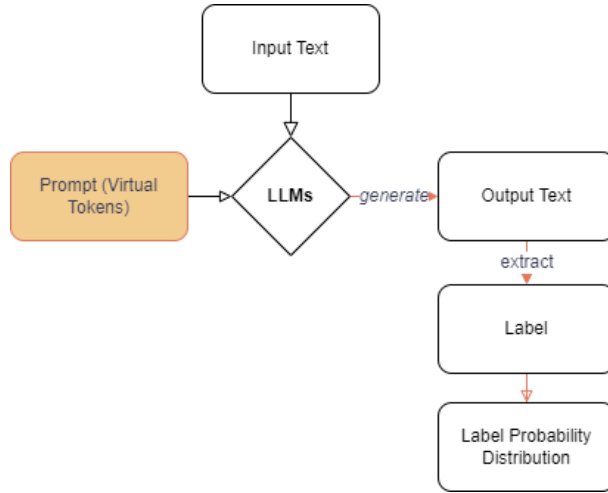 Input Text
Prompt (Virtual
Tokens)
LLMs
generate
Output Text
extract
Label
Label Probability
Distribution